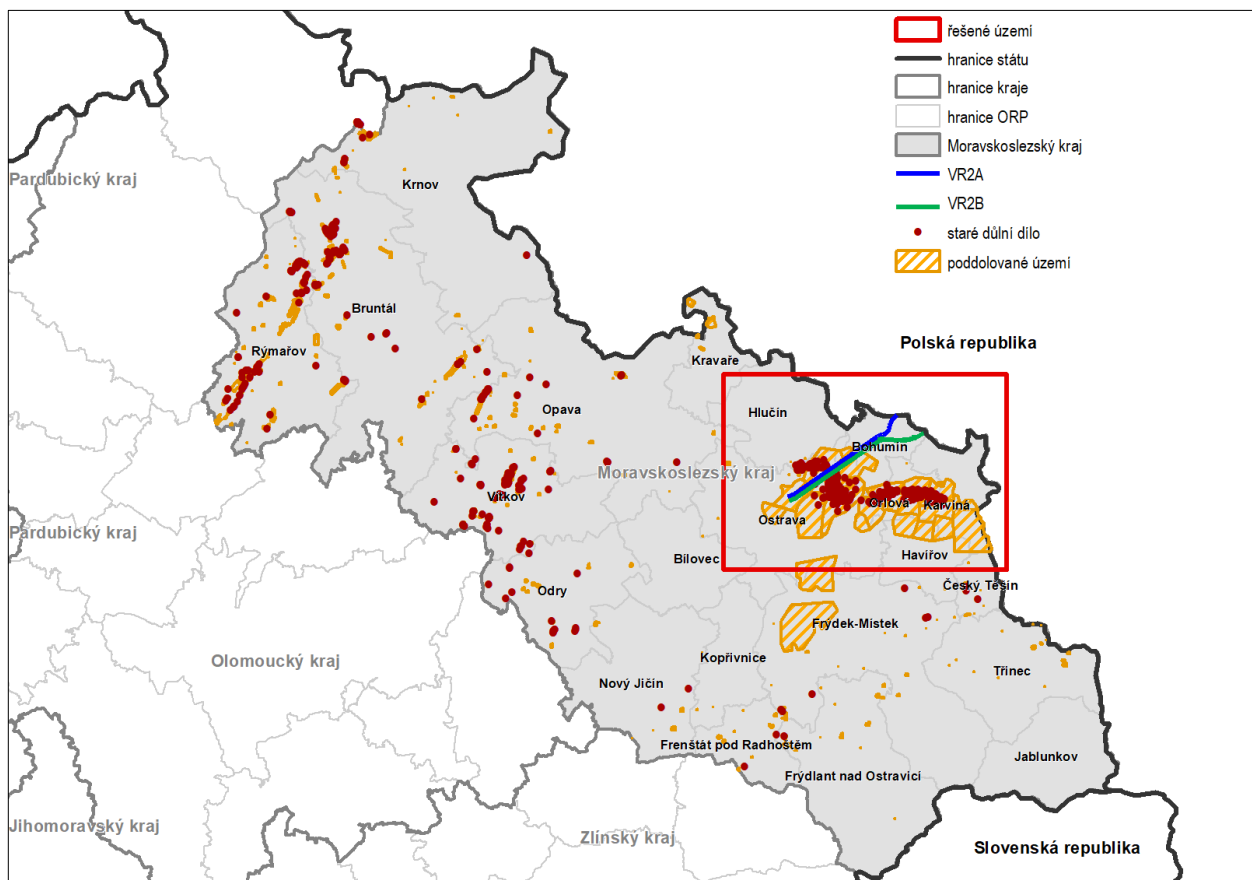 řešené území
hranice státu
hranice kraje
hranice ORP
Moravskoslezský kraj
VR2A
VR2B
staré důlní dílo
poddolované území
Pardubický kraj
Krnov
Bruntál
Rýmařov
Polská republika
Kravaře
Hlučín
Opava
Bohumín
Moravskoslezský kraj
Vítkov
Orlová
Karviná
Ostrava
Pardubický kraj
Bílovec
Havířov
Český Těšín
Odry
Frýdek-Místek
Olomoucký kraj
Kopřivnice
Třinec
Nový Jičín
Frenštát pod Radhoštěm
Jablunkov
Frýdlant nad Ostravicí
Jihomoravský kraj
Zlínský kraj
Slovenská republika